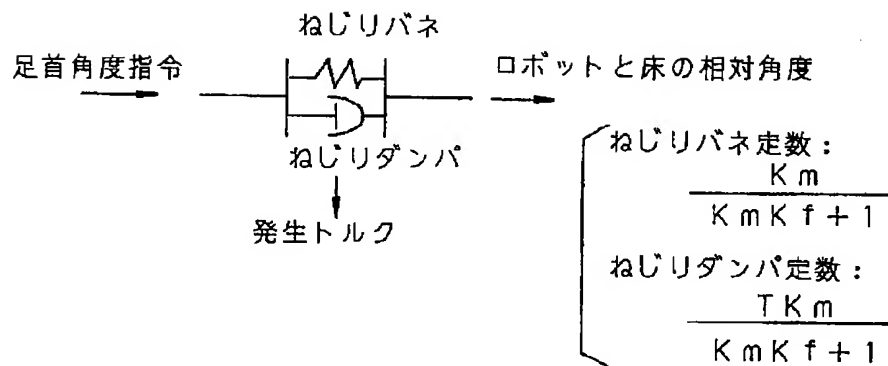 ねじりバネ
足首角度指令
ロボットと床の相対角度
ねじりダンパ
発生トルク
ねじりバネ定数：
Km
KmKf+1
ねじりダンパ定数：
TKm
KmKf+1